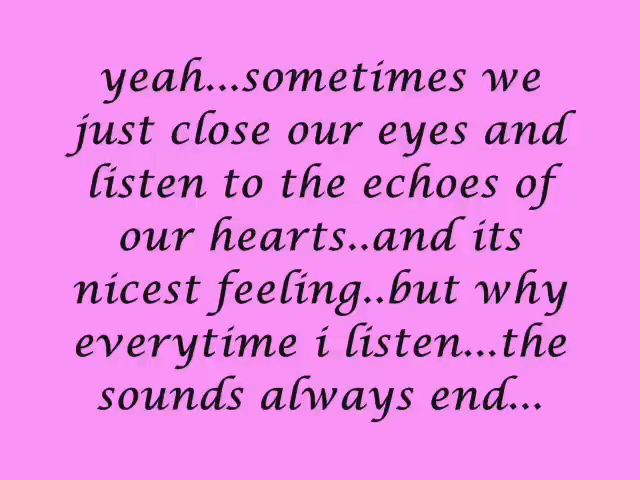 yeah...sometimes we
just close our eyes and
listen to the echoes of
our hearts..and its
nicest feeling..but why
everytime i listen...the
sounds always end...